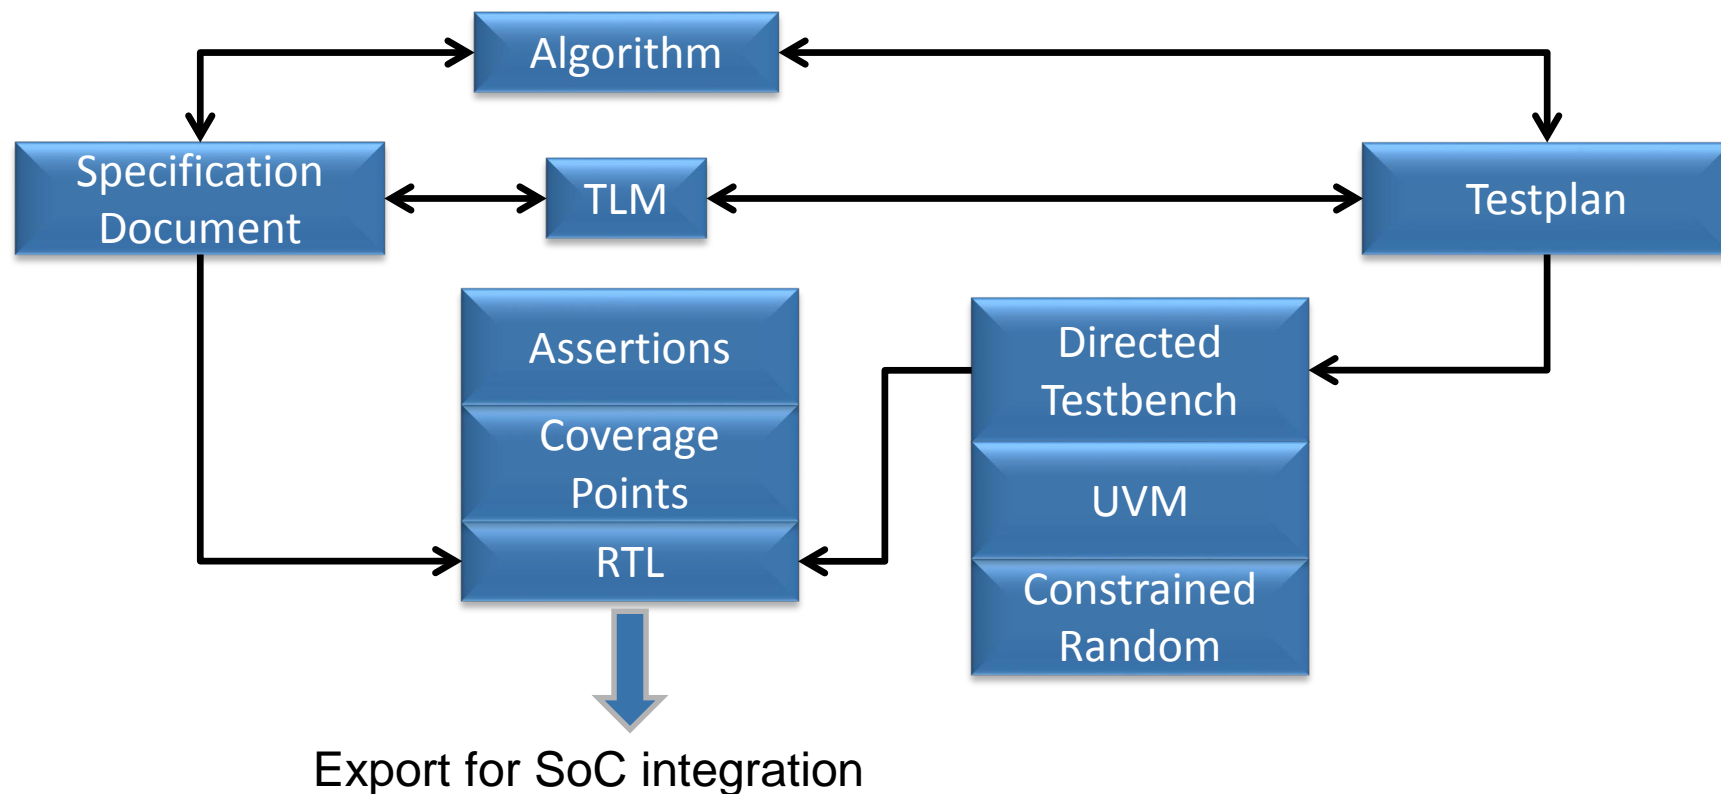 Algorithm
Specification
Document
TLM
Testplan
Assertions
Coverage
Points
RTL
Directed
Testbench
UVM
Constrained
Random
Export for SoC integration